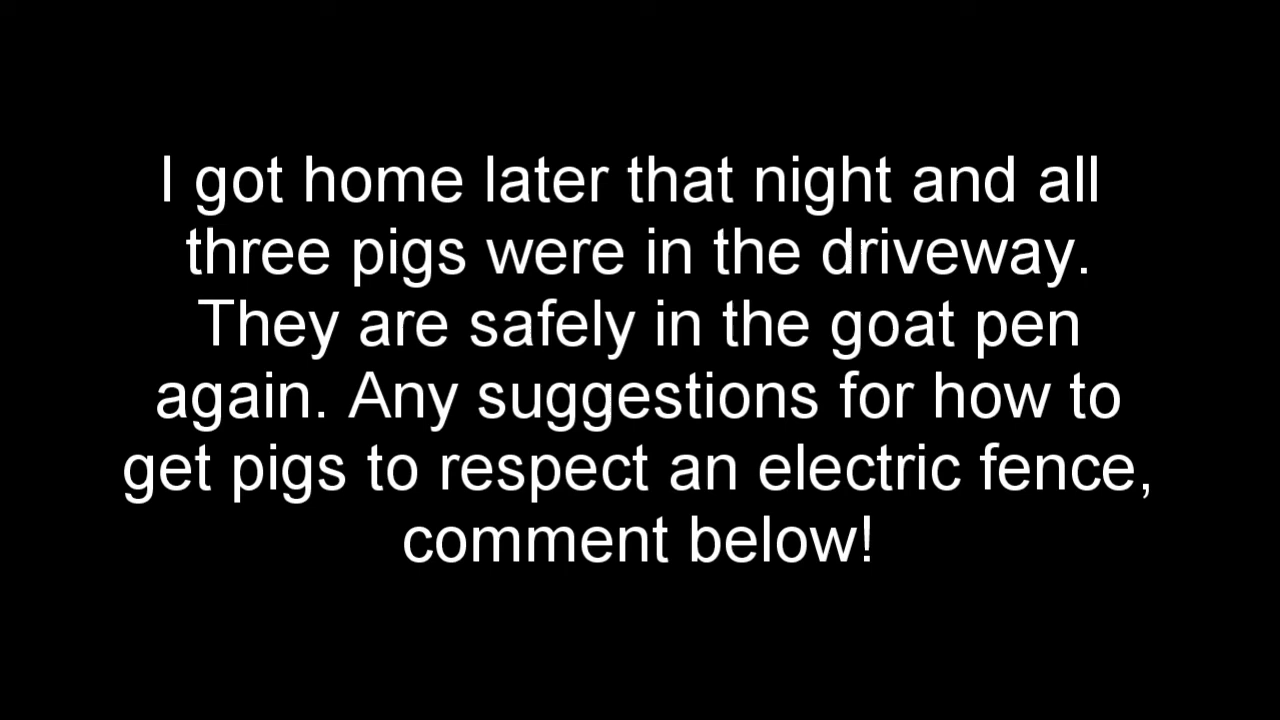 I got home later that night and all
three pigs were in the driveway.
They are safely in the goat pen
again. Any suggestions for how to
get pigs to respect an electric fence,
comment below!